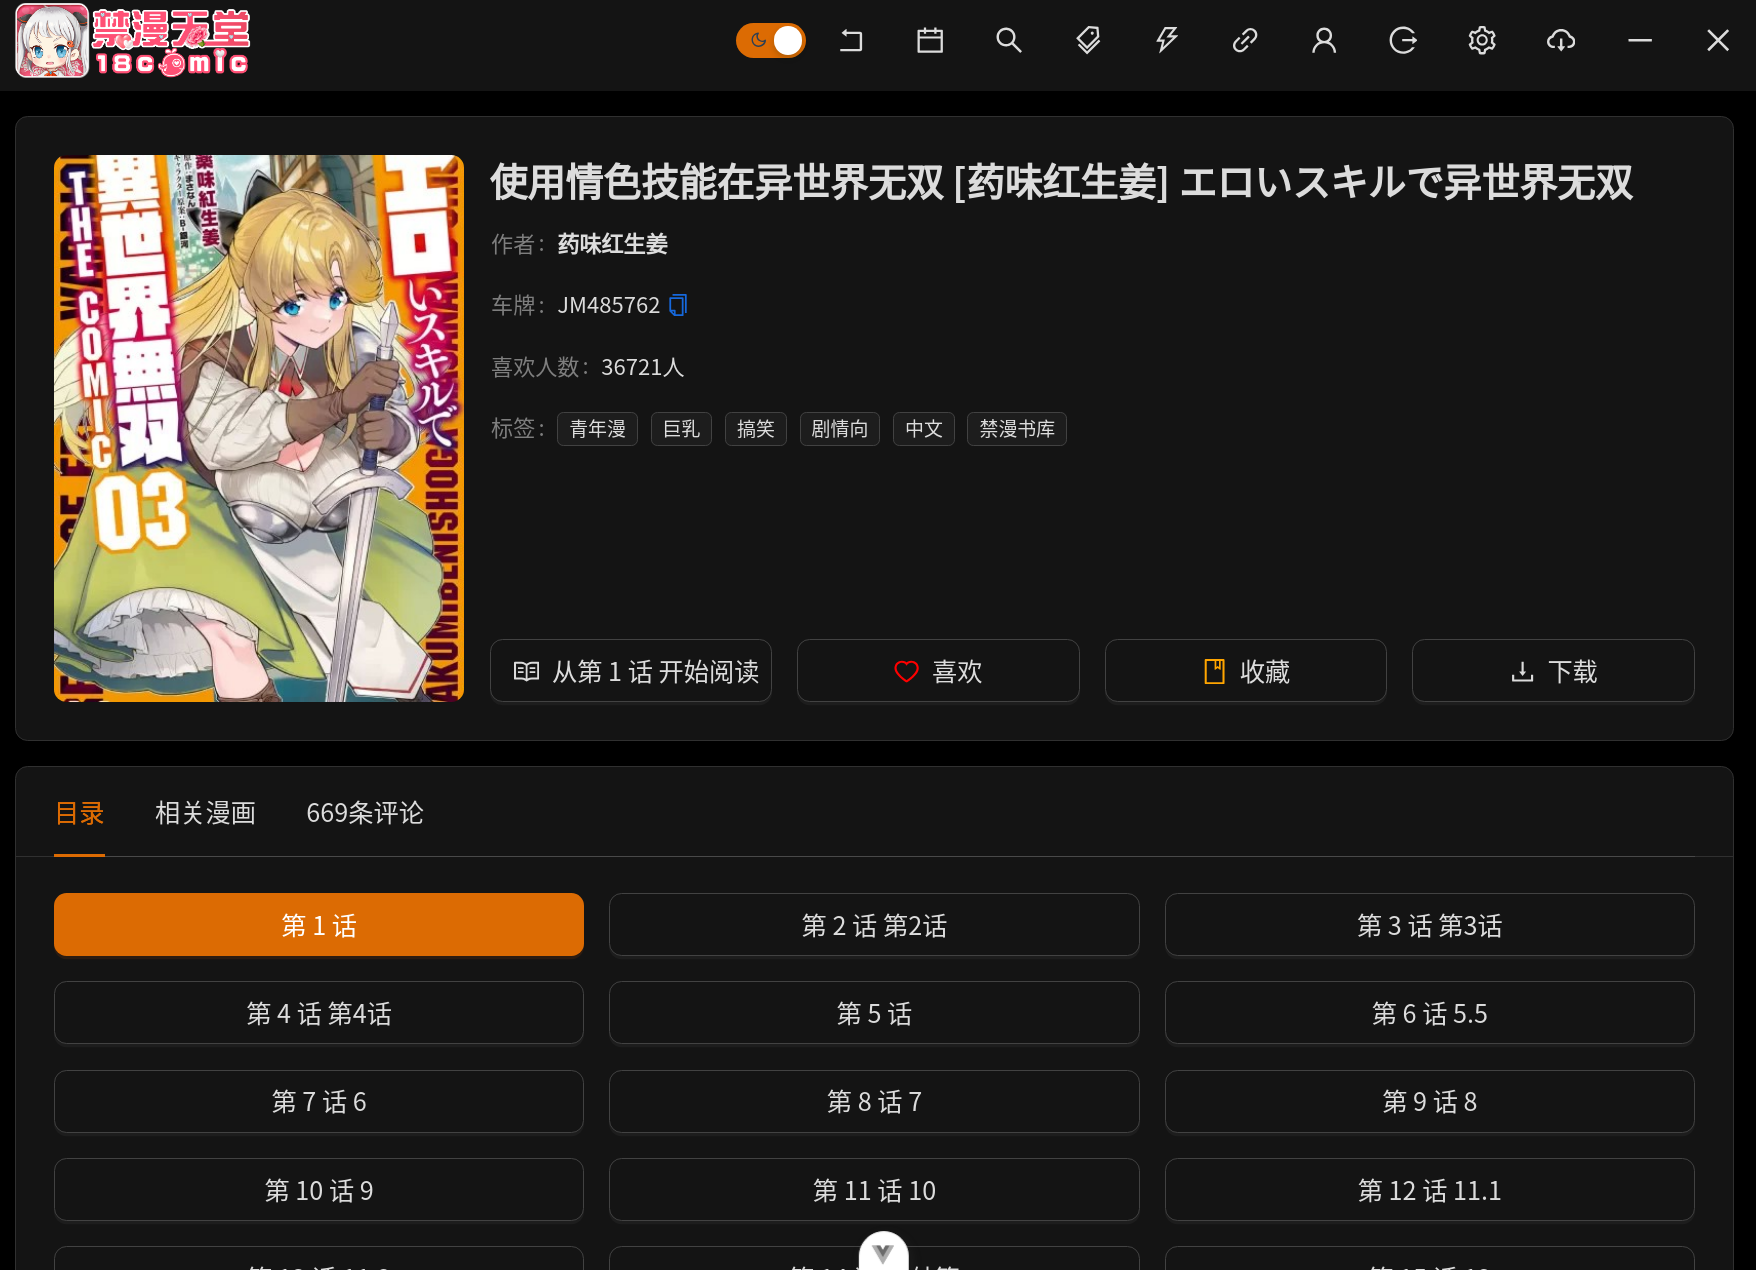 禁漫天堂
18comic
使用情色技能在异世界无双 [药味红生姜] エロいスキルで异世界无双
作者： 药味红生姜
车牌： JM485762
喜欢人数： 36721人
标签： 青年漫 巨乳 搞笑 剧情向 中文 禁漫书库
エロいスキルで
異世界無双
THE COMIC
03
薬味紅生姜
从第 1 话 开始阅读
喜欢
收藏
下载
目录 相关漫画 669条评论
第 1 话
第 2 话 第2话
第 3 话 第3话
第 4 话 第4话
第 5 话
第 6 话 5.5
第 7 话 6
第 8 话 7
第 9 话 8
第 10 话 9
第 11 话 10
第 12 话 11.1